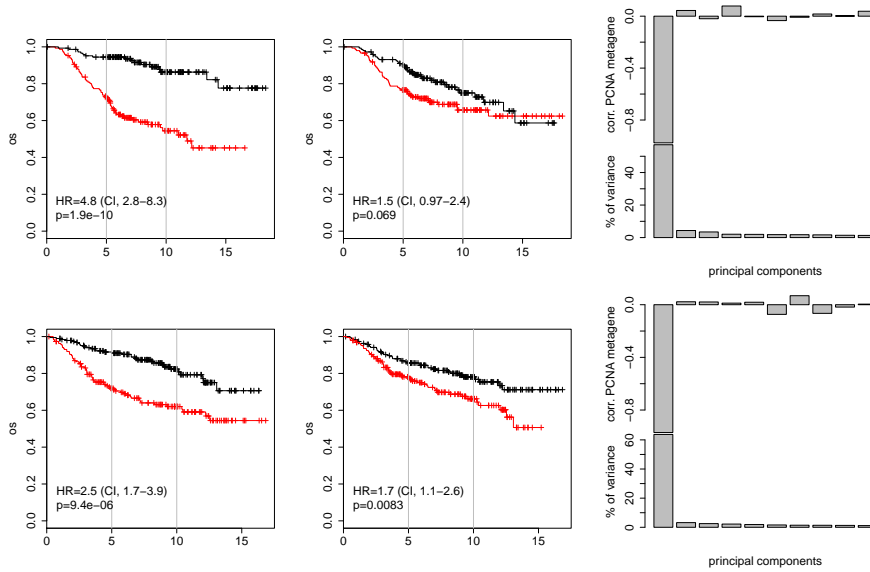 os
1.0
0.8
0.6
0.4
0.2
0.0
HR=4.8 (CI, 2.8−8.3)
p=1.9e−10
0 5 10 15
os
1.0
0.8
0.6
0.4
0.2
0.0
HR=1.5 (CI, 0.97−2.4)
p=0.069
0 5 10 15
corr. PCNA metagene
0.0
−0.4
−0.8
% of variance
40
20
0
principal components
os
1.0
0.8
0.6
0.4
0.2
0.0
HR=2.5 (CI, 1.7−3.9)
p=9.4e−06
0 5 10 15
os
1.0
0.8
0.6
0.4
0.2
0.0
HR=1.7 (CI, 1.1−2.6)
p=0.0083
0 5 10 15
corr. PCNA metagene
0.0
−0.4
−0.8
% of variance
60
40
20
0
principal components